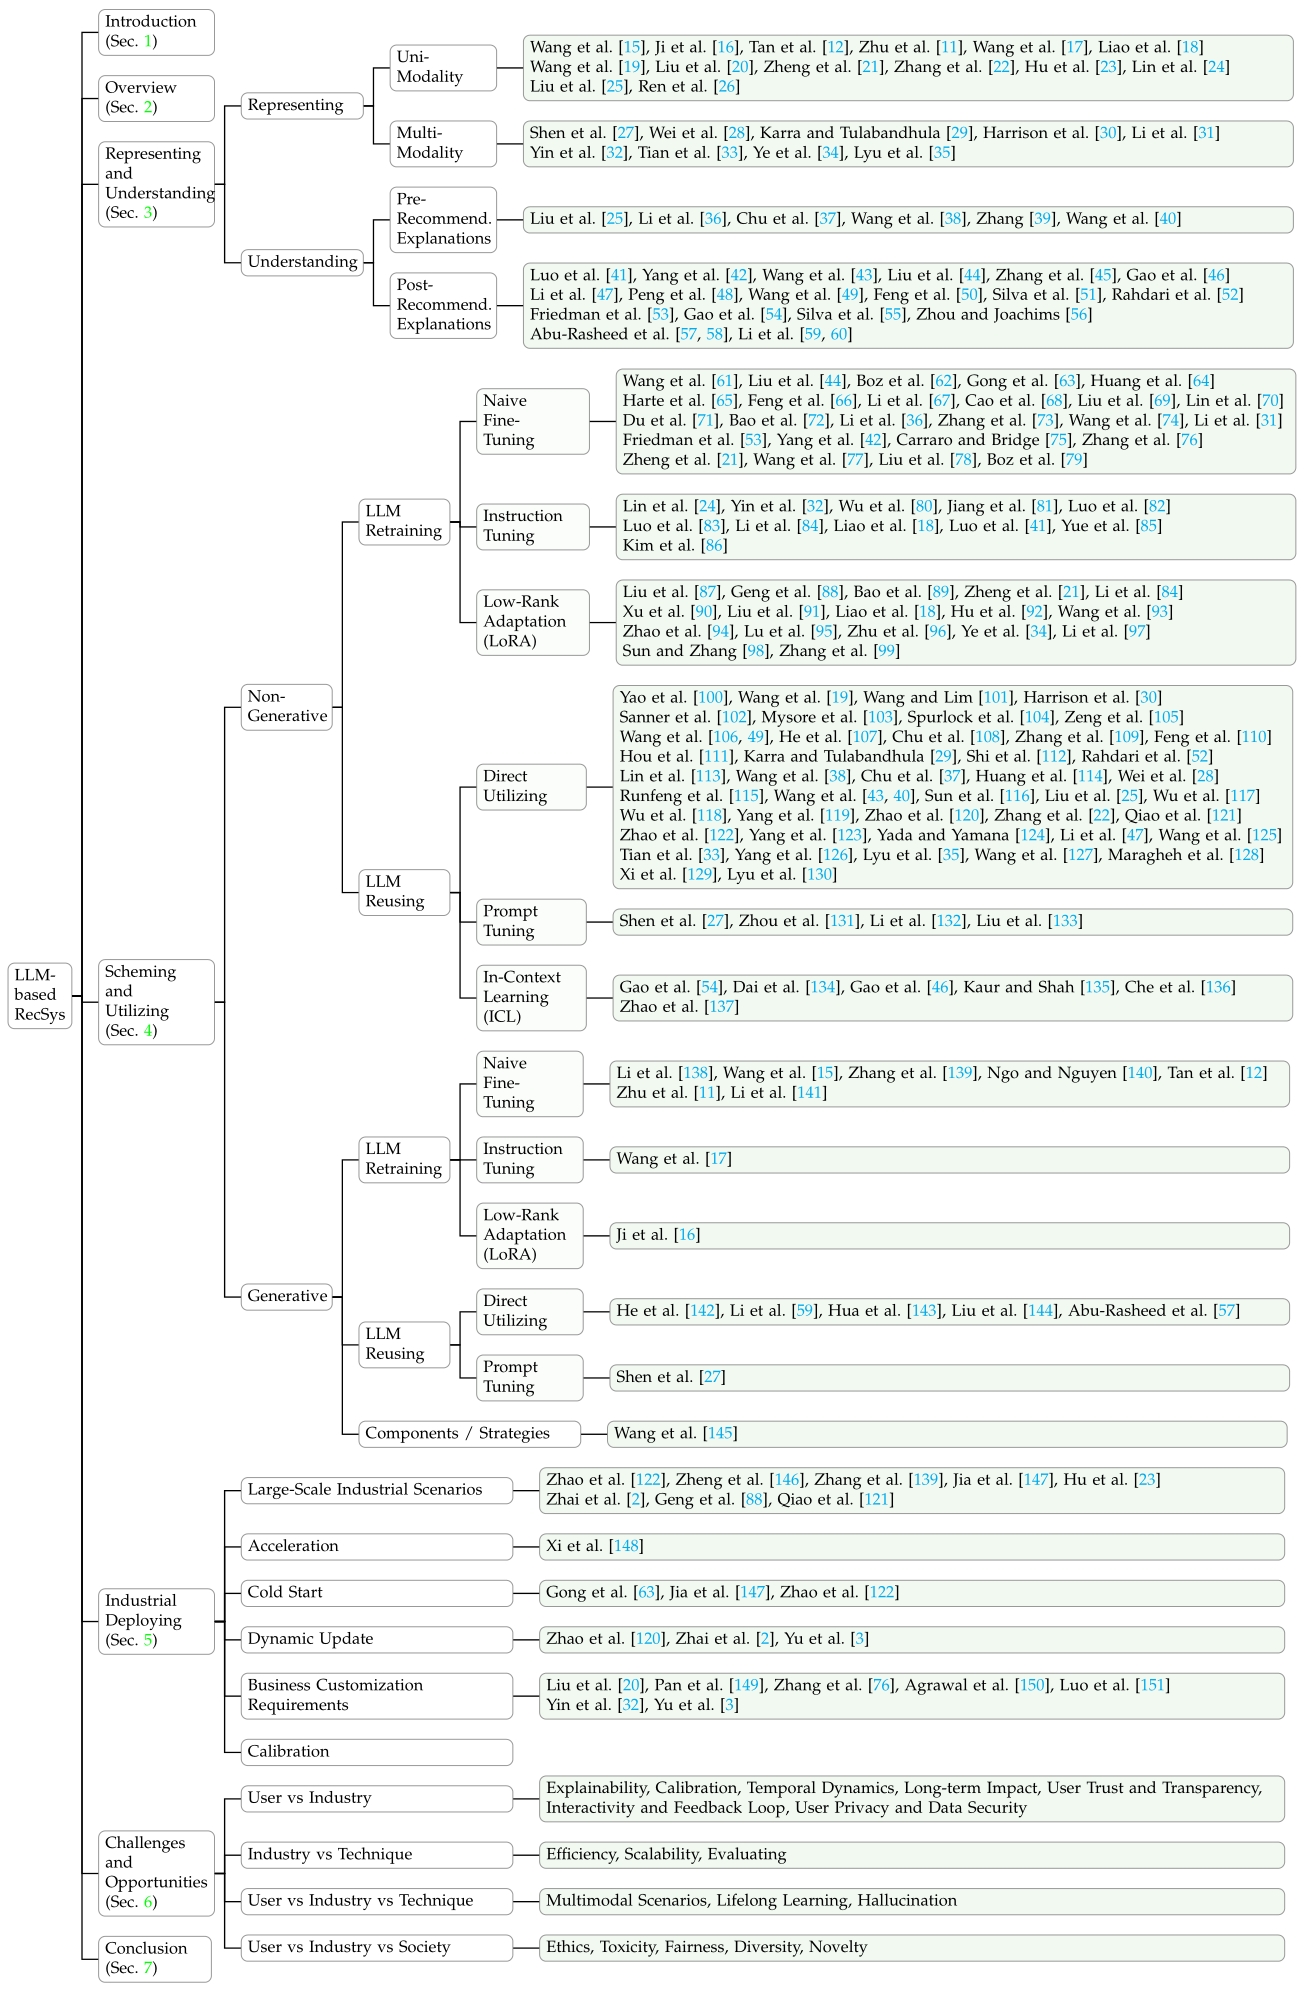 LLM-
based
RecSys
Introduction
(Sec. 1)
Overview
(Sec. 2)
Representing
and
Understanding
(Sec. 3)
Representing
Uni-
Modality
Wang et al. [15], Ji et al. [16], Tan et al. [12], Zhu et al. [11], Wang et al. [17], Liao et al. [18]
Wang et al. [19], Liu et al. [20], Zheng et al. [21], Zhang et al. [22], Hu et al. [23], Lin et al. [24]
Liu et al. [25], Ren et al. [26]
Multi-
Modality
Shen et al. [27], Wei et al. [28], Karra and Tulabandhula [29], Harrison et al. [30], Li et al. [31]
Yin et al. [32], Tian et al. [33], Ye et al. [34], Lyu et al. [35]
Understanding
Pre-
Recommend.
Explanations
Liu et al. [25], Li et al. [36], Chu et al. [37], Wang et al. [38], Zhang [39], Wang et al. [40]
Post-
Recommend.
Explanations
Luo et al. [41], Yang et al. [42], Wang et al. [43], Liu et al. [44], Zhang et al. [45], Gao et al. [46]
Li et al. [47], Peng et al. [48], Wang et al. [49], Feng et al. [50], Silva et al. [51], Rahdari et al. [52]
Friedman et al. [53], Gao et al. [54], Silva et al. [55], Zhou and Joachims [56]
Abu-Rasheed et al. [57, 58], Li et al. [59, 60]
Scheming
and
Utilizing
(Sec. 4)
Non-
Generative
LLM
Retraining
Naive
Fine-
Tuning
Wang et al. [61], Liu et al. [44], Boz et al. [62], Gong et al. [63], Huang et al. [64]
Harte et al. [65], Feng et al. [66], Li et al. [67], Cao et al. [68], Liu et al. [69], Lin et al. [70]
Du et al. [71], Bao et al. [72], Li et al. [36], Zhang et al. [73], Wang et al. [74], Li et al. [31]
Friedman et al. [53], Yang et al. [42], Carraro and Bridge [75], Zhang et al. [76]
Zheng et al. [21], Wang et al. [77], Liu et al. [78], Boz et al. [79]
Instruction
Tuning
Lin et al. [24], Yin et al. [32], Wu et al. [80], Jiang et al. [81], Luo et al. [82]
Luo et al. [83], Li et al. [84], Liao et al. [18], Luo et al. [41], Yue et al. [85]
Kim et al. [86]
Low-Rank
Adaptation
(LoRA)
Liu et al. [87], Geng et al. [88], Bao et al. [89], Zheng et al. [21], Li et al. [84]
Xu et al. [90], Liu et al. [91], Liao et al. [18], Hu et al. [92], Wang et al. [93]
Zhao et al. [94], Lu et al. [95], Zhu et al. [96], Ye et al. [34], Li et al. [97]
Sun and Zhang [98], Zhang et al. [99]
LLM
Reusing
Direct
Utilizing
Yao et al. [100], Wang et al. [19], Wang and Lim [101], Harrison et al. [30]
Sanner et al. [102], Mysore et al. [103], Spurlock et al. [104], Zeng et al. [105]
Wang et al. [106, 49], He et al. [107], Chu et al. [108], Zhang et al. [109], Feng et al. [110]
Hou et al. [111], Karra and Tulabandhula [29], Shi et al. [112], Rahdari et al. [52]
Lin et al. [113], Wang et al. [38], Chu et al. [37], Huang et al. [114], Wei et al. [28]
Runfeng et al. [115], Wang et al. [43, 40], Sun et al. [116], Liu et al. [25], Wu et al. [117]
Wu et al. [118], Yang et al. [119], Zhao et al. [120], Zhang et al. [22], Qiao et al. [121]
Zhao et al. [122], Yang et al. [123], Yada and Yamana [124], Li et al. [47], Wang et al. [125]
Tian et al. [33], Yang et al. [126], Lyu et al. [35], Wang et al. [127], Maragheh et al. [128]
Xi et al. [129], Lyu et al. [130]
Prompt
Tuning
Shen et al. [27], Zhou et al. [131], Li et al. [132], Liu et al. [133]
In-Context
Learning
(ICL)
Gao et al. [54], Dai et al. [134], Gao et al. [46], Kaur and Shah [135], Che et al. [136]
Zhao et al. [137]
Generative
LLM
Retraining
Naive
Fine-
Tuning
Li et al. [138], Wang et al. [15], Zhang et al. [139], Ngo and Nguyen [140], Tan et al. [12]
Zhu et al. [11], Li et al. [141]
Instruction
Tuning
Wang et al. [17]
Low-Rank
Adaptation
(LoRA)
Ji et al. [16]
LLM
Reusing
Direct
Utilizing
He et al. [142], Li et al. [59], Hua et al. [143], Liu et al. [144], Abu-Rasheed et al. [57]
Prompt
Tuning
Shen et al. [27]
Components / Strategies
Wang et al. [145]
Industrial
Deploying
(Sec. 5)
Large-Scale Industrial Scenarios
Zhao et al. [122], Zheng et al. [146], Zhang et al. [139], Jia et al. [147], Hu et al. [23]
Zhai et al. [2], Geng et al. [88], Qiao et al. [121]
Acceleration
Xi et al. [148]
Cold Start
Gong et al. [63], Jia et al. [147], Zhao et al. [122]
Dynamic Update
Zhao et al. [120], Zhai et al. [2], Yu et al. [3]
Business Customization
Requirements
Liu et al. [20], Pan et al. [149], Zhang et al. [76], Agrawal et al. [150], Luo et al. [151]
Yin et al. [32], Yu et al. [3]
Calibration
Challenges
and
Opportunities
(Sec. 6)
User vs Industry
Explainability, Calibration, Temporal Dynamics, Long-term Impact, User Trust and Transparency,
Interactivity and Feedback Loop, User Privacy and Data Security
Industry vs Technique
Efficiency, Scalability, Evaluating
User vs Industry vs Technique
Multimodal Scenarios, Lifelong Learning, Hallucination
User vs Industry vs Society
Ethics, Toxicity, Fairness, Diversity, Novelty
Conclusion
(Sec. 7)